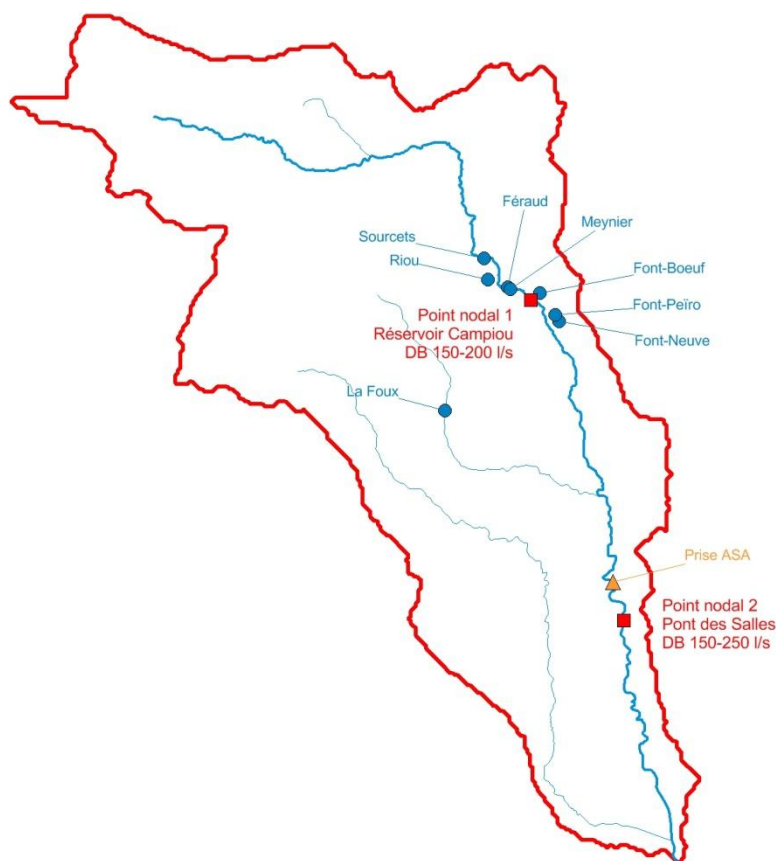 Féraud
Meynier
Sourcets
Riou
Font-Boeuf
Font-Peïro
Font-Neuve
Point nodal 1
Réservoir Campiou
DB 150-200 l/s
La Foux
Prise ASA
Point nodal 2
Pont des Salles
DB 150-250 l/s